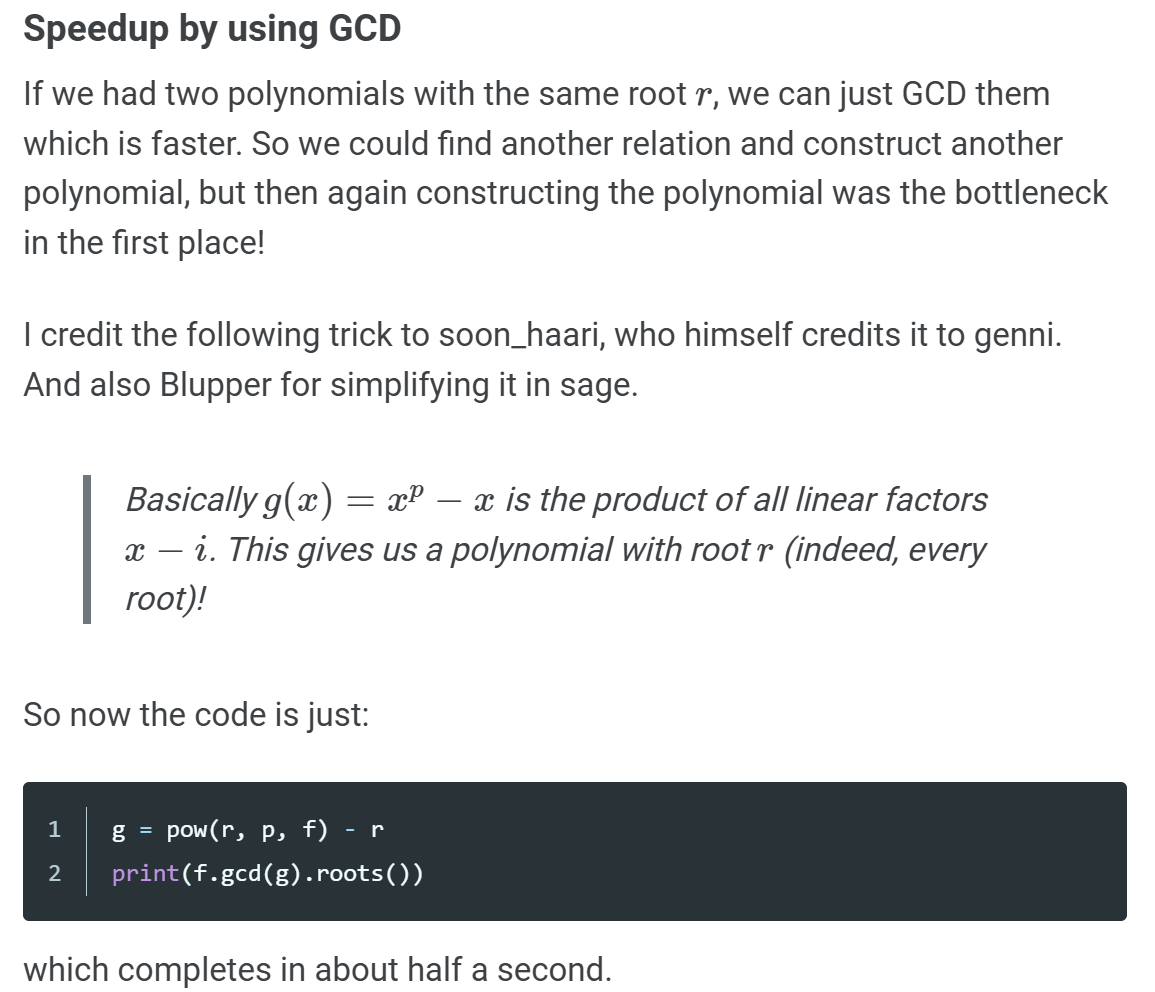 Speedup by using GCD
If we had two polynomials with the same root r, we can just GCD them
which is faster. So we could find another relation and construct another
polynomial, but then again constructing the polynomial was the bottleneck
in the first place!
I credit the following trick to soon_haari, who himself credits it to genni.
And also Blupper for simplifying it in sage.
Basically g(x) = x^p − x is the product of all linear factors
x − i. This gives us a polynomial with root r (indeed, every
root)!
So now the code is just:
1 g = pow(r, p, f) - r
2 print(f.gcd(g).roots())
which completes in about half a second.